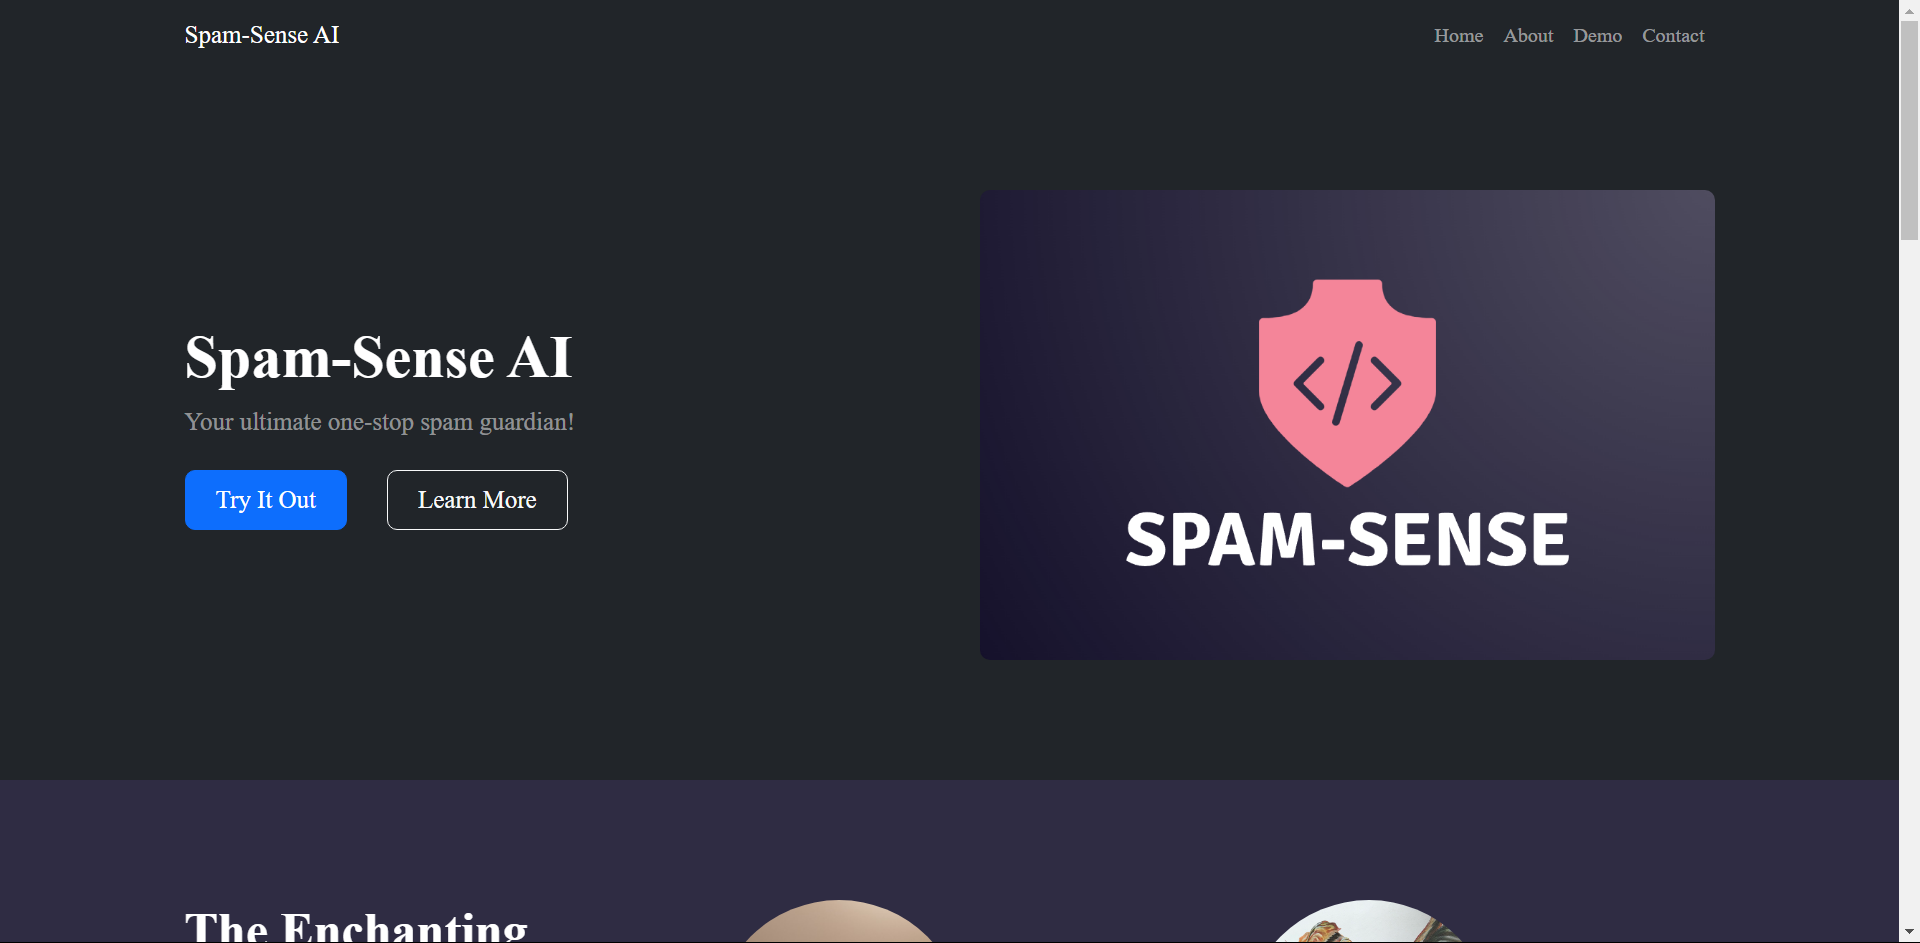 Spam-Sense AI
Home About Demo Contact
Spam-Sense AI
Your ultimate one-stop spam guardian!
Try It Out
Learn More
</>
SPAM-SENSE
The Enchanting